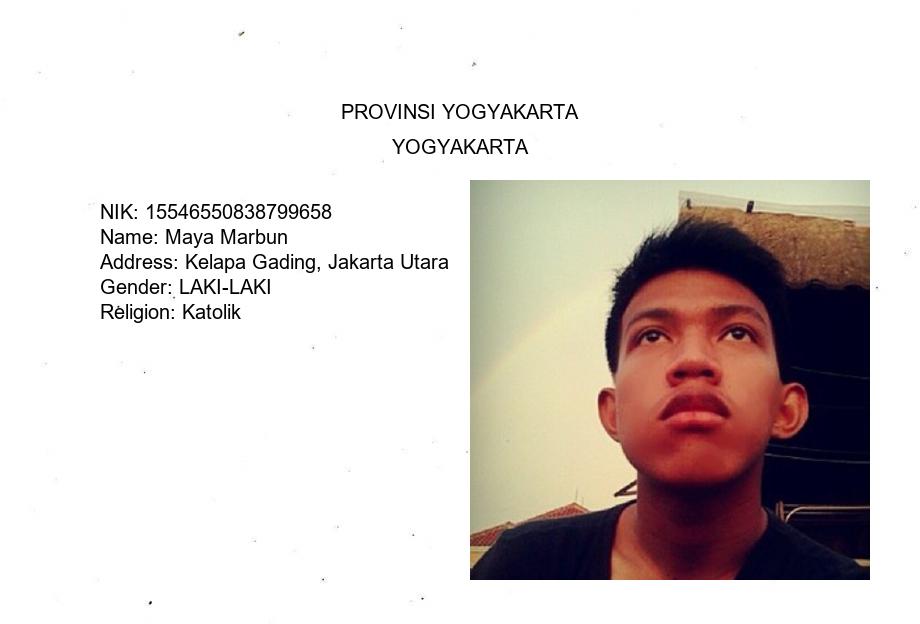 PROVINSI YOGYAKARTA
YOGYAKARTA
NIK: 15546550838799658
Name: Maya Marbun
Address: Kelapa Gading, Jakarta Utara
Gender: LAKI-LAKI
Religion: Katolik